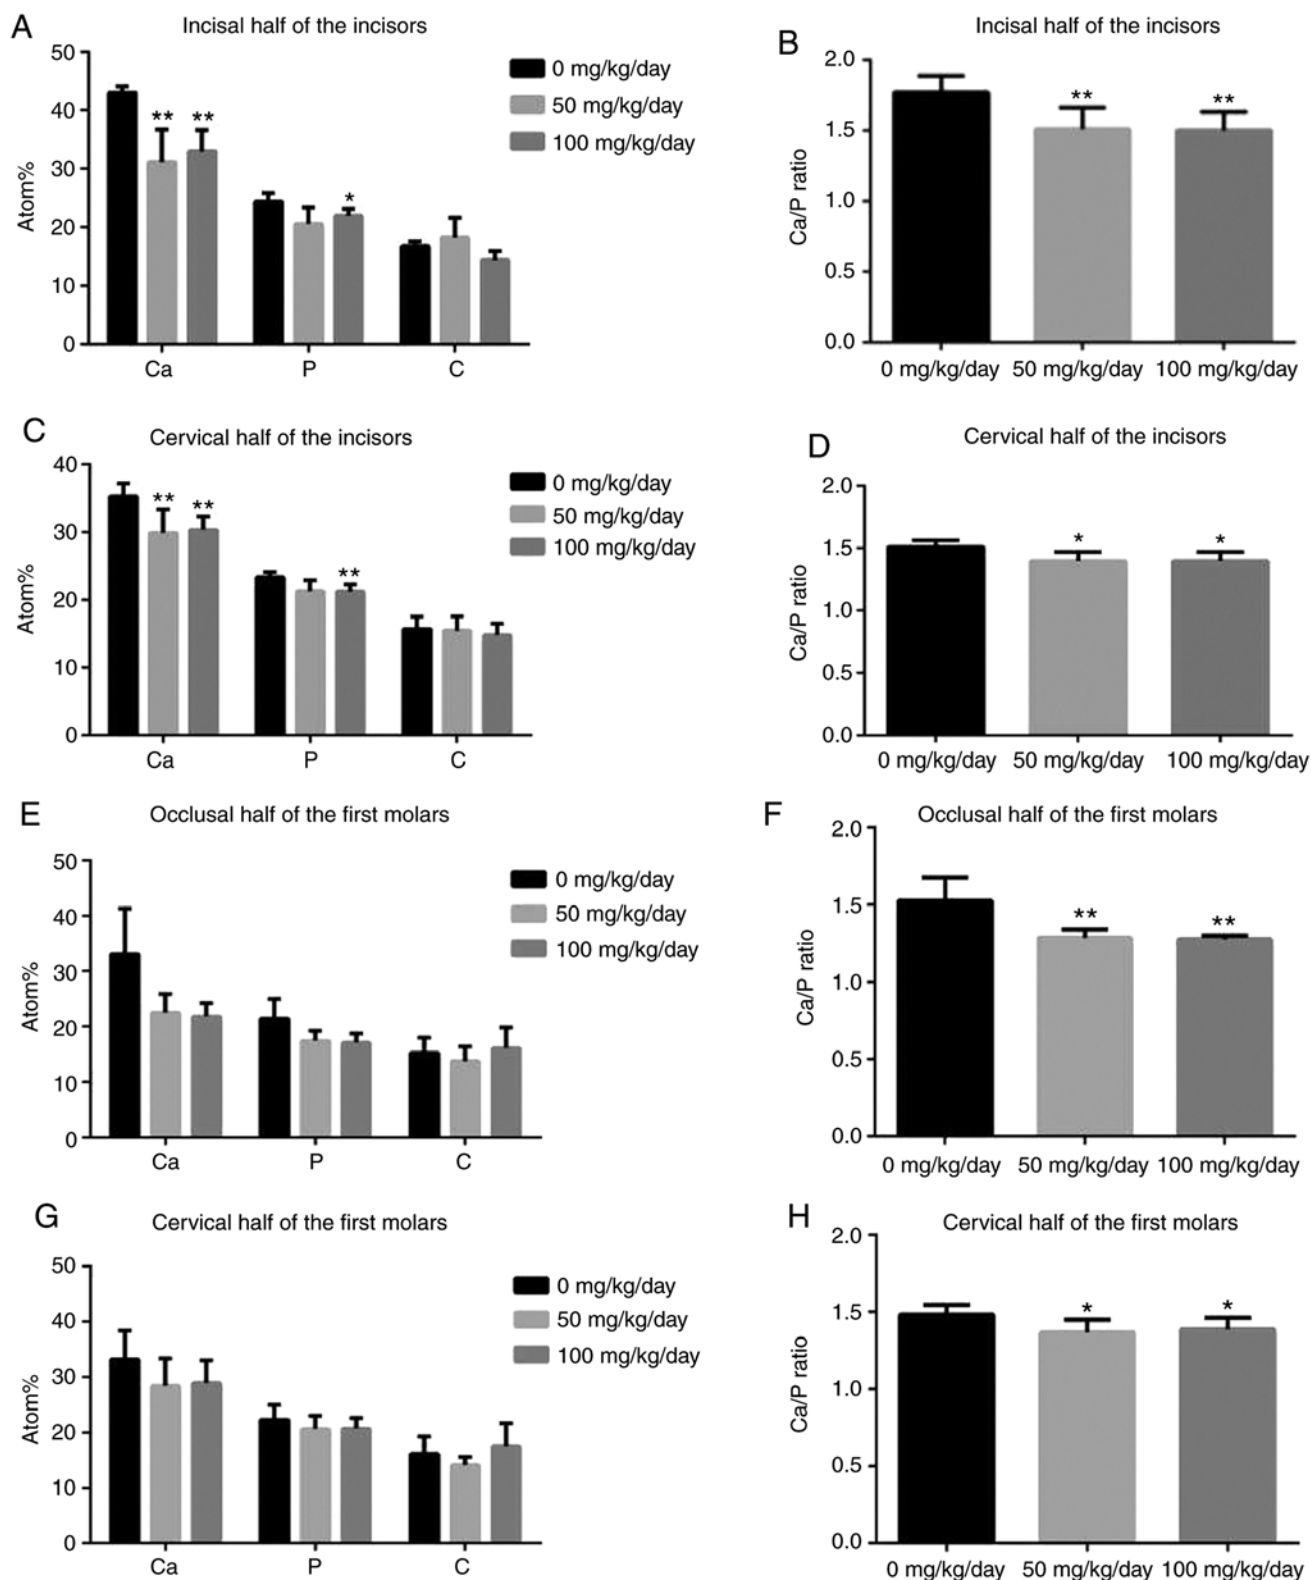 A
Incisal half of the incisors
50
40
30
20
10
0
Atom%
** **
*
Ca P C
0 mg/kg/day
50 mg/kg/day
100 mg/kg/day
B
Incisal half of the incisors
2.0
1.5
1.0
0.5
0.0
Ca/P ratio
** **
0 mg/kg/day 50 mg/kg/day 100 mg/kg/day
C
Cervical half of the incisors
40
30
20
10
0
Atom%
** **
**
Ca P C
0 mg/kg/day
50 mg/kg/day
100 mg/kg/day
D
Cervical half of the incisors
2.0
1.5
1.0
0.5
0.0
Ca/P ratio
* *
0 mg/kg/day 50 mg/kg/day 100 mg/kg/day
E
Occlusal half of the first molars
50
40
30
20
10
0
Atom%
Ca P C
0 mg/kg/day
50 mg/kg/day
100 mg/kg/day
F
Occlusal half of the first molars
2.0
1.5
1.0
0.5
0.0
Ca/P ratio
** **
0 mg/kg/day 50 mg/kg/day 100 mg/kg/day
G
Cervical half of the first molars
50
40
30
20
10
0
Atom%
Ca P C
0 mg/kg/day
50 mg/kg/day
100 mg/kg/day
H
Cervical half of the first molars
2.0
1.5
1.0
0.5
0.0
Ca/P ratio
* *
0 mg/kg/day 50 mg/kg/day 100 mg/kg/day